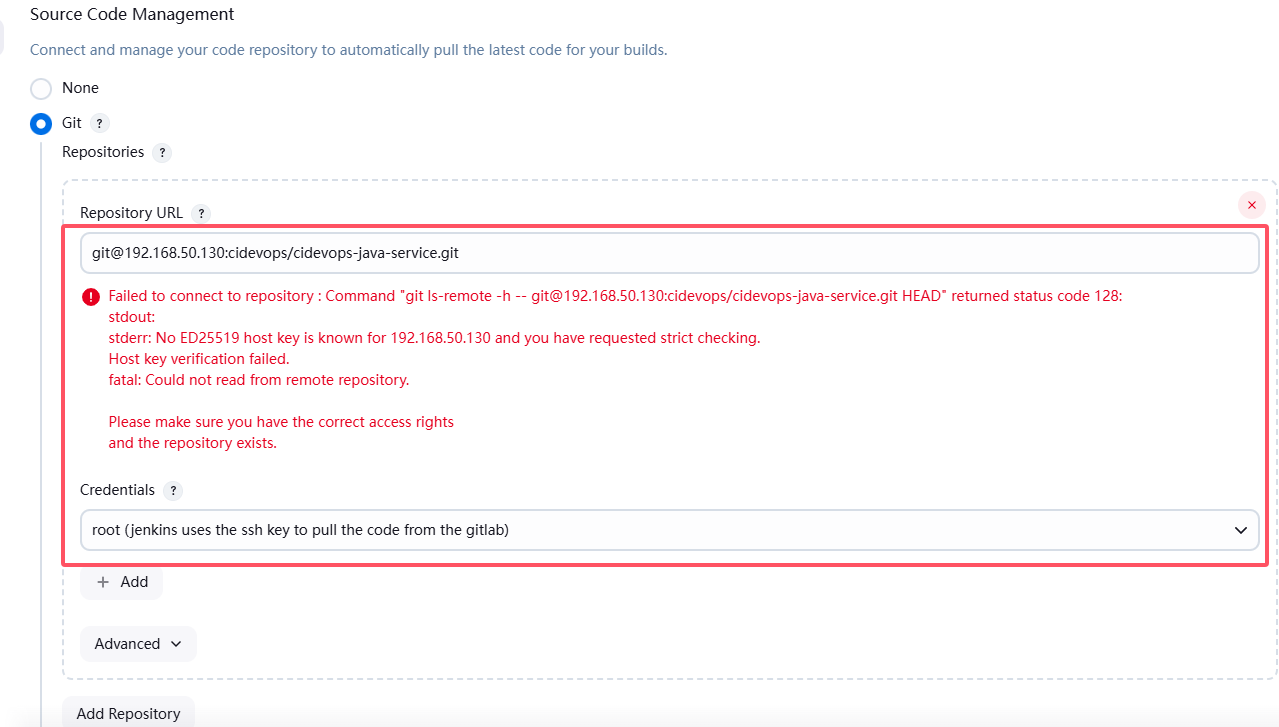 Source Code Management
Connect and manage your code repository to automatically pull the latest code for your builds.
None
Git ?
Repositories ?
Repository URL ?
git@192.168.50.130:cidevops/cidevops-java-service.git
Failed to connect to repository : Command "git ls-remote -h -- git@192.168.50.130:cidevops/cidevops-java-service.git HEAD" returned status code 128:
stdout:
stderr: No ED25519 host key is known for 192.168.50.130 and you have requested strict checking.
Host key verification failed.
fatal: Could not read from remote repository.
Please make sure you have the correct access rights
and the repository exists.
Credentials ?
root (jenkins uses the ssh key to pull the code from the gitlab)
+ Add
Advanced
Add Repository